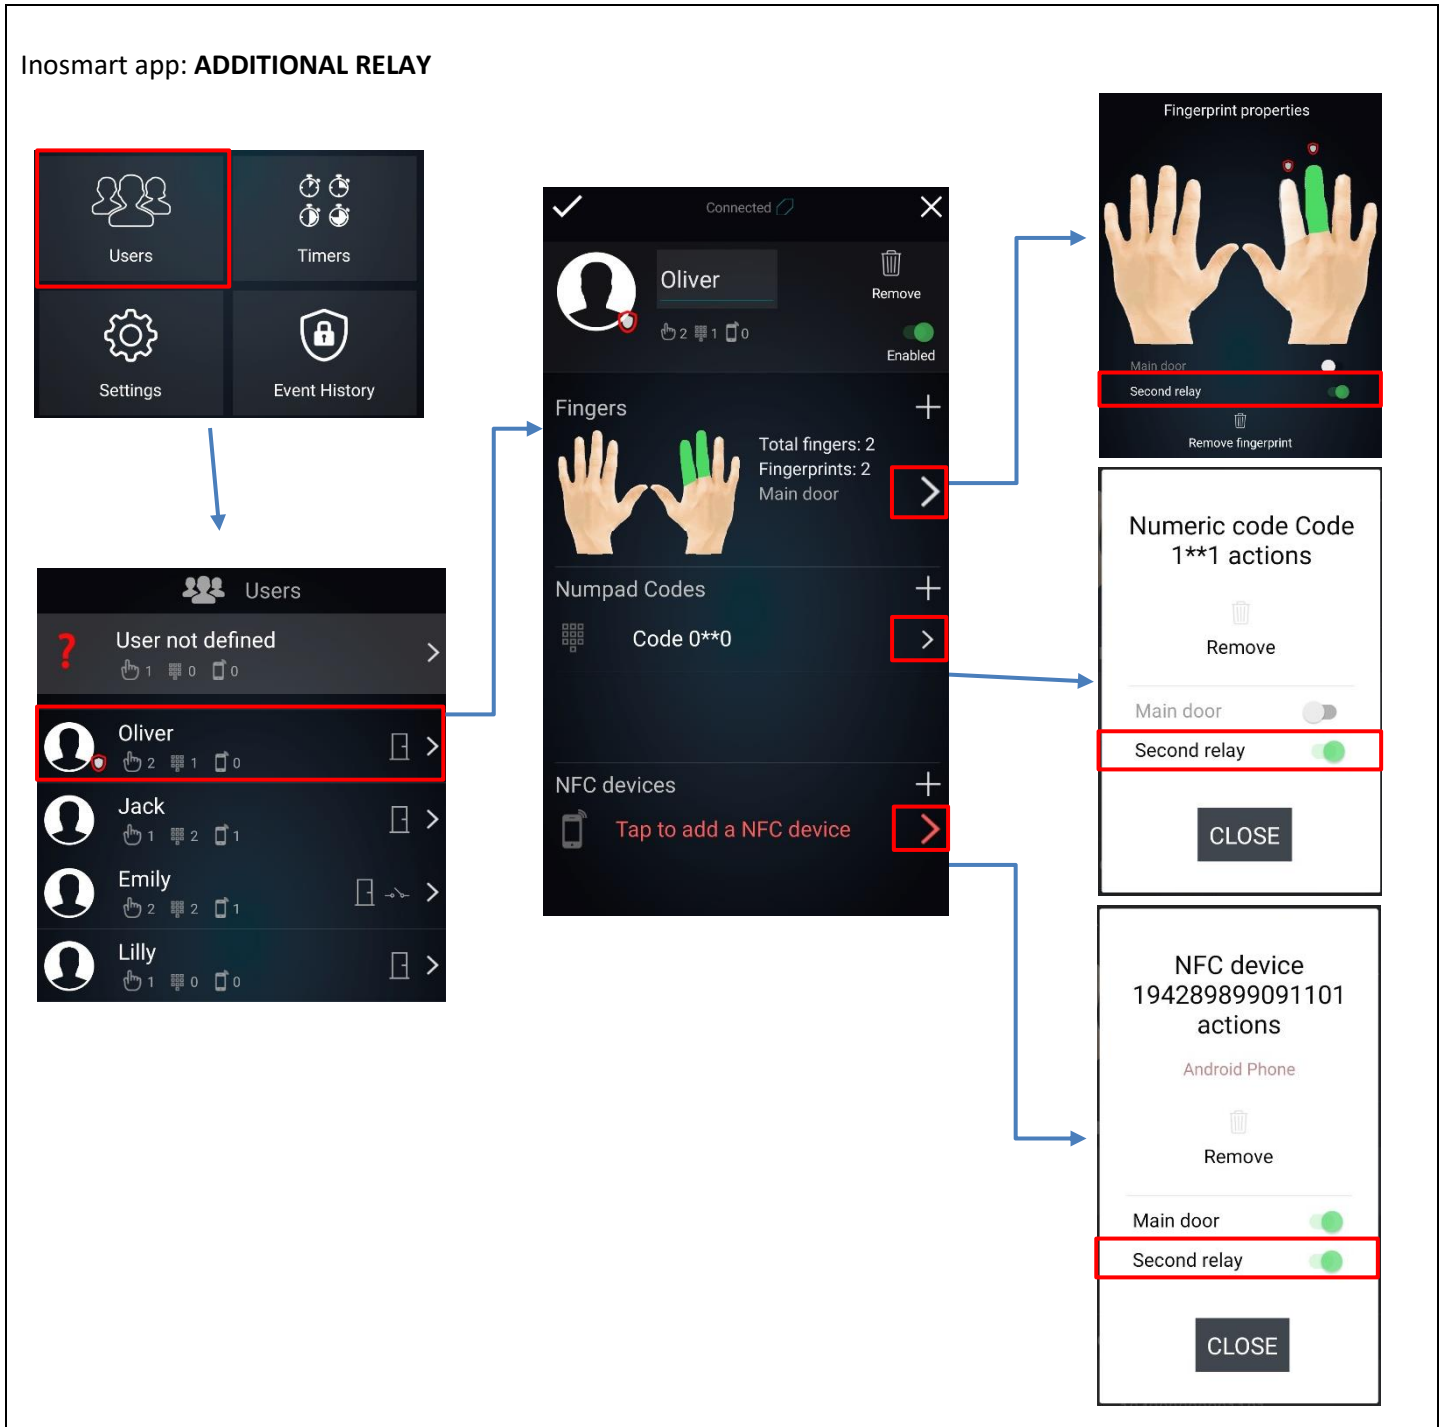 Inosmart app: ADDITIONAL RELAY
Users
Timers
Settings
Event History
Users
?
User not defined
1 0 0
Oliver
2 1 0
Jack
1 2 1
Emily
2 2 1
Lilly
1 0 0
Connected
Oliver
Remove
2 1 0
Enabled
Fingers
Total fingers: 2
Fingerprints: 2
Main door
Numpad Codes
Code 0**0
NFC devices
Tap to add a NFC device
Fingerprint properties
Main door
Second relay
Remove fingerprint
Numeric code Code
1**1 actions
Remove
Main door
Second relay
CLOSE
NFC device
194289899091101
actions
Android Phone
Remove
Main door
Second relay
CLOSE